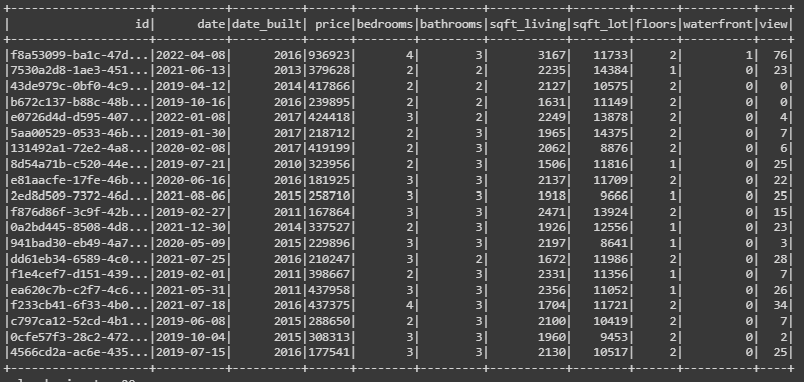 +--------------------+----------+----------+------+--------+---------+-----------+--------+------+----------+----+
|                  id|      date|date_built| price|bedrooms|bathrooms|sqft_living|sqft_lot|floors|waterfront|view|
+--------------------+----------+----------+------+--------+---------+-----------+--------+------+----------+----+
|f8a53099-ba1c-47d...|2022-04-08|      2016|936923|       4|        3|       3167|   11733|     2|         1|  76|
|7530a2d8-1ae3-451...|2021-06-13|      2013|379628|       2|        2|       2235|   14384|     1|         0|  23|
|43de979c-0bf0-4c9...|2019-04-12|      2014|417866|       2|        2|       2127|   10575|     2|         0|   0|
|b672c137-b88c-48b...|2019-10-16|      2016|239895|       2|        2|       1631|   11149|     2|         0|   0|
|e0726d4d-d595-407...|2022-01-08|      2017|424418|       3|        2|       2249|   13878|     2|         0|   4|
|5aa00529-0533-46b...|2019-01-30|      2017|218712|       2|        3|       1965|   14375|     2|         0|   7|
|131492a1-72e2-4a8...|2020-02-08|      2017|419199|       2|        3|       2062|    8876|     2|         0|   6|
|8d54a71b-c520-44e...|2019-07-21|      2010|323956|       2|        3|       1506|   11816|     1|         0|  25|
|e81aacfe-17fe-46b...|2020-06-16|      2016|181925|       3|        3|       2137|   11709|     2|         0|  22|
|2ed8d509-7372-46d...|2021-08-06|      2015|258710|       3|        3|       1918|    9666|     1|         0|  25|
|f876d86f-3c9f-42b...|2019-02-27|      2011|167864|       3|        3|       2471|   13924|     2|         0|  15|
|0a2bd445-8508-4d8...|2021-12-30|      2014|337527|       2|        3|       1926|   12556|     1|         0|  23|
|941bad30-eb49-4a7...|2020-05-09|      2015|229896|       3|        3|       2197|    8641|     1|         0|   3|
|dd61eb34-6589-4c0...|2021-07-25|      2016|210247|       3|        2|       1672|   11986|     2|         0|  28|
|f1e4cef7-d151-439...|2019-02-01|      2011|398667|       2|        3|       2331|   11356|     1|         0|   7|
|ea620c7b-c2f7-4c6...|2021-05-31|      2011|437958|       3|        3|       2356|   11052|     1|         0|  26|
|f233cb41-6f33-4b0...|2021-07-18|      2016|437375|       4|        3|       1704|   11721|     2|         0|  34|
|c797ca12-52cd-4b1...|2019-06-08|      2015|288650|       2|        3|       2100|   10419|     2|         0|   7|
|0cfe57f3-28c2-472...|2019-10-04|      2015|308313|       3|        3|       1960|    9453|     2|         0|   2|
|4566cd2a-ac6e-435...|2019-07-15|      2016|177541|       3|        3|       2130|   10517|     2|         0|  25|
+--------------------+----------+----------+------+--------+---------+-----------+--------+------+----------+----+